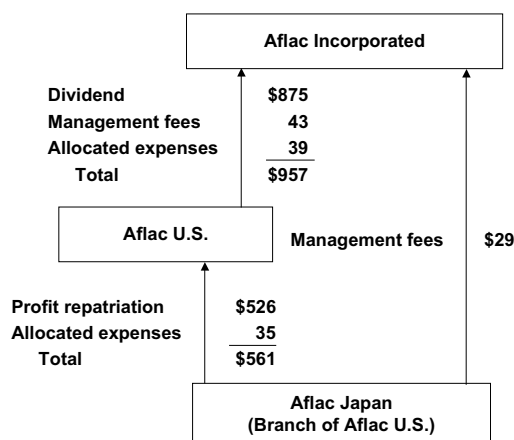 Aflac Incorporated
Dividend $875
Management fees 43
Allocated expenses 39
Total $957
Aflac U.S.
Management fees $29
Profit repatriation $526
Allocated expenses 35
Total $561
Aflac Japan
(Branch of Aflac U.S.)